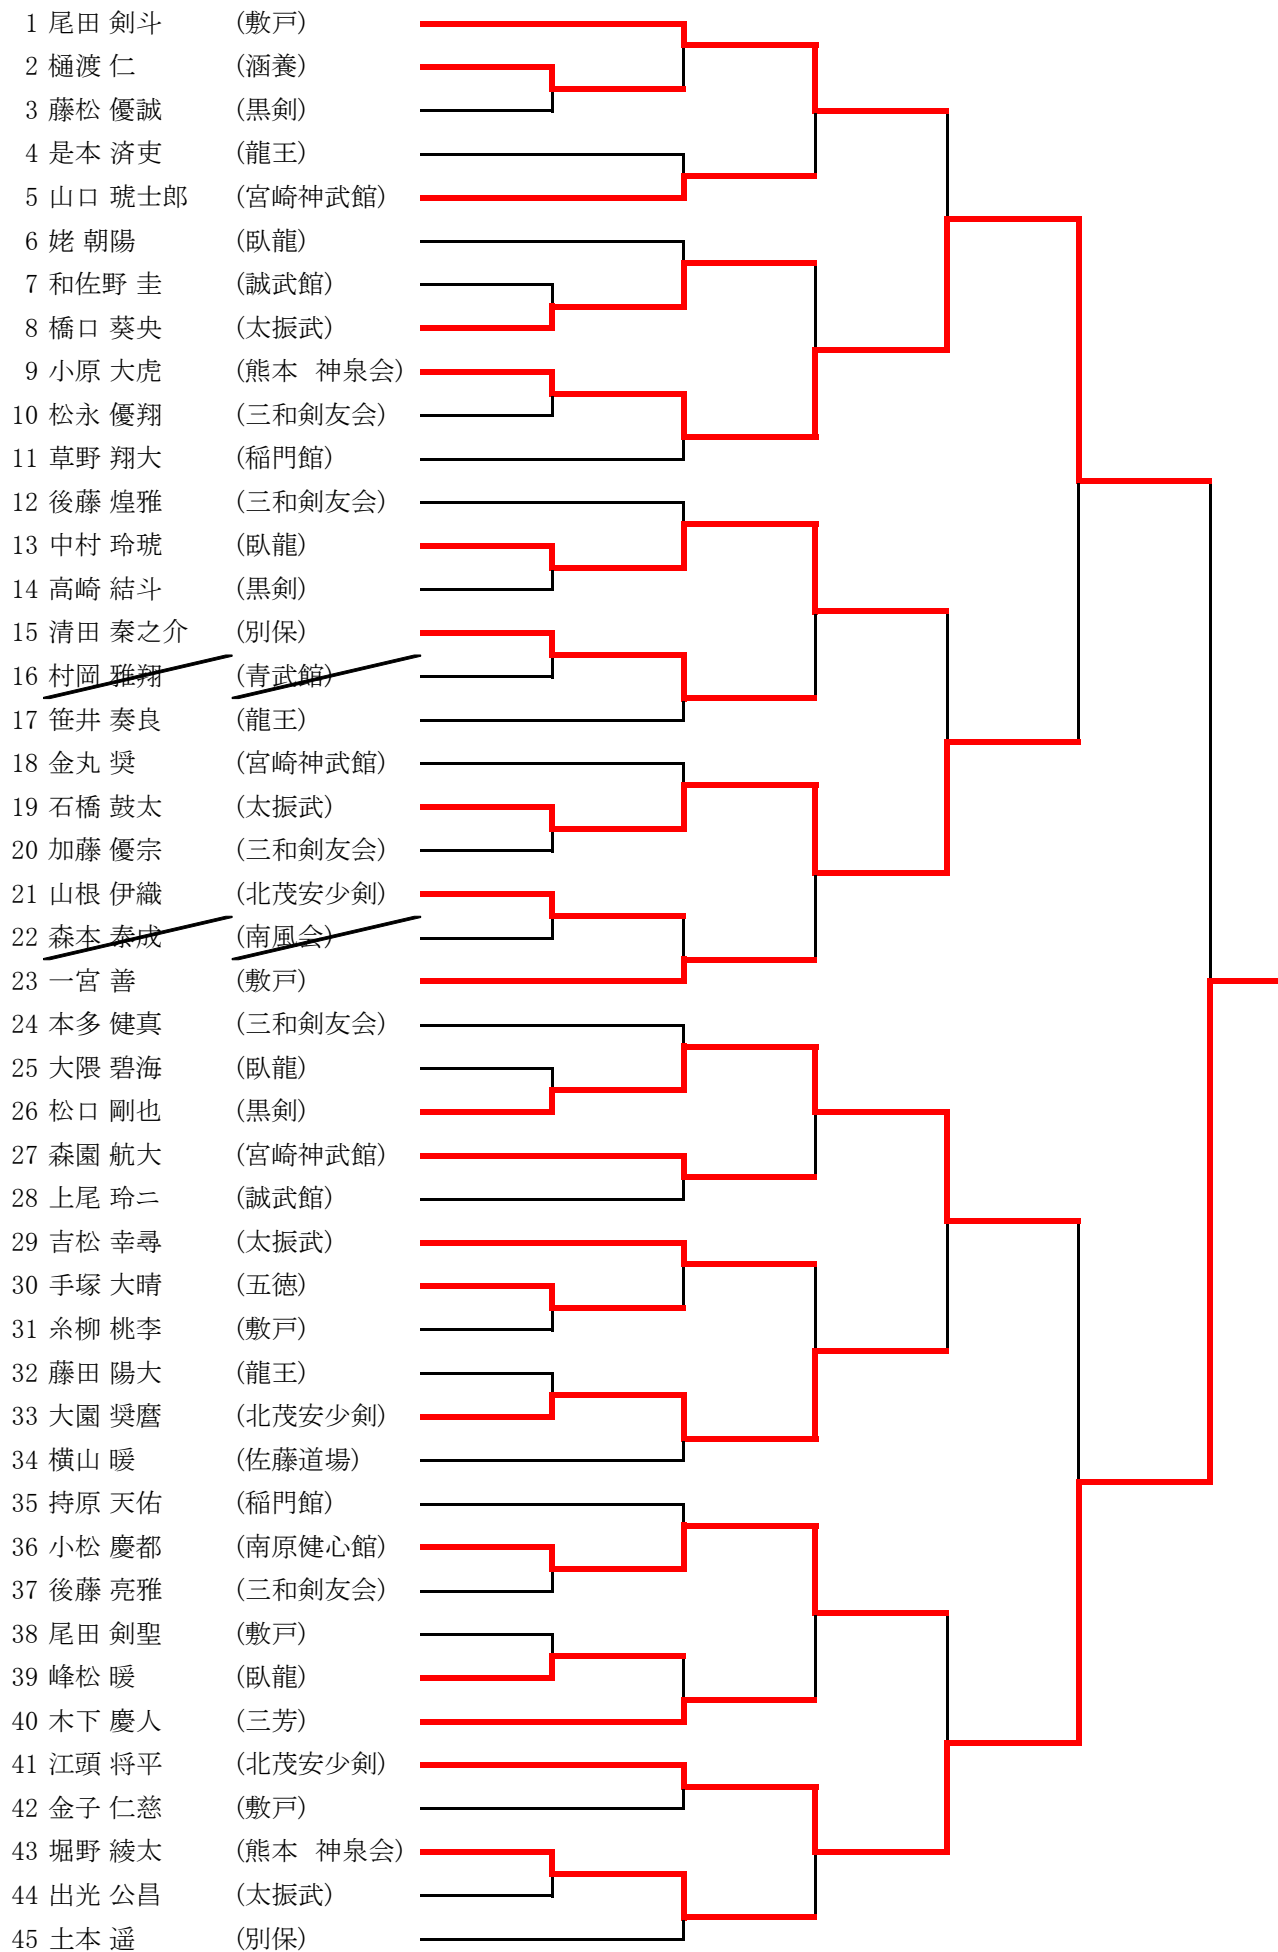 1 尾田 剣斗 (敷戸)
2 樋渡 仁 (涵養)
3 藤松 優誠 (黒剣)
4 是本 済吏 (龍王)
5 山口 琥士郎 (宮崎神武館)
6 姥 朝陽 (臥龍)
7 和佐野 圭 (誠武館)
8 橋口 葵央 (太振武)
9 小原 大虎 (熊本 神泉会)
10 松永 優翔 (三和剣友会)
11 草野 翔大 (稲門館)
12 後藤 煌雅 (三和剣友会)
13 中村 玲琥 (臥龍)
14 高崎 結斗 (黒剣)
15 清田 秦之介 (別保)
16 村岡 雅翔 (青武館)
17 笹井 奏良 (龍王)
18 金丸 奨 (宮崎神武館)
19 石橋 鼓太 (太振武)
20 加藤 優宗 (三和剣友会)
21 山根 伊織 (北茂安少剣)
22 森本 泰成 (南風会)
23 一宮 善 (敷戸)
24 本多 健真 (三和剣友会)
25 大隈 碧海 (臥龍)
26 松口 剛也 (黒剣)
27 森園 航大 (宮崎神武館)
28 上尾 玲ニ (誠武館)
29 吉松 幸尋 (太振武)
30 手塚 大晴 (五徳)
31 糸柳 桃李 (敷戸)
32 藤田 陽大 (龍王)
33 大園 奨麿 (北茂安少剣)
34 横山 暖 (佐藤道場)
35 持原 天佑 (稲門館)
36 小松 慶都 (南原健心館)
37 後藤 亮雅 (三和剣友会)
38 尾田 剣聖 (敷戸)
39 峰松 暖 (臥龍)
40 木下 慶人 (三芳)
41 江頭 将平 (北茂安少剣)
42 金子 仁慈 (敷戸)
43 堀野 綾太 (熊本 神泉会)
44 出光 公昌 (太振武)
45 土本 遥 (別保)